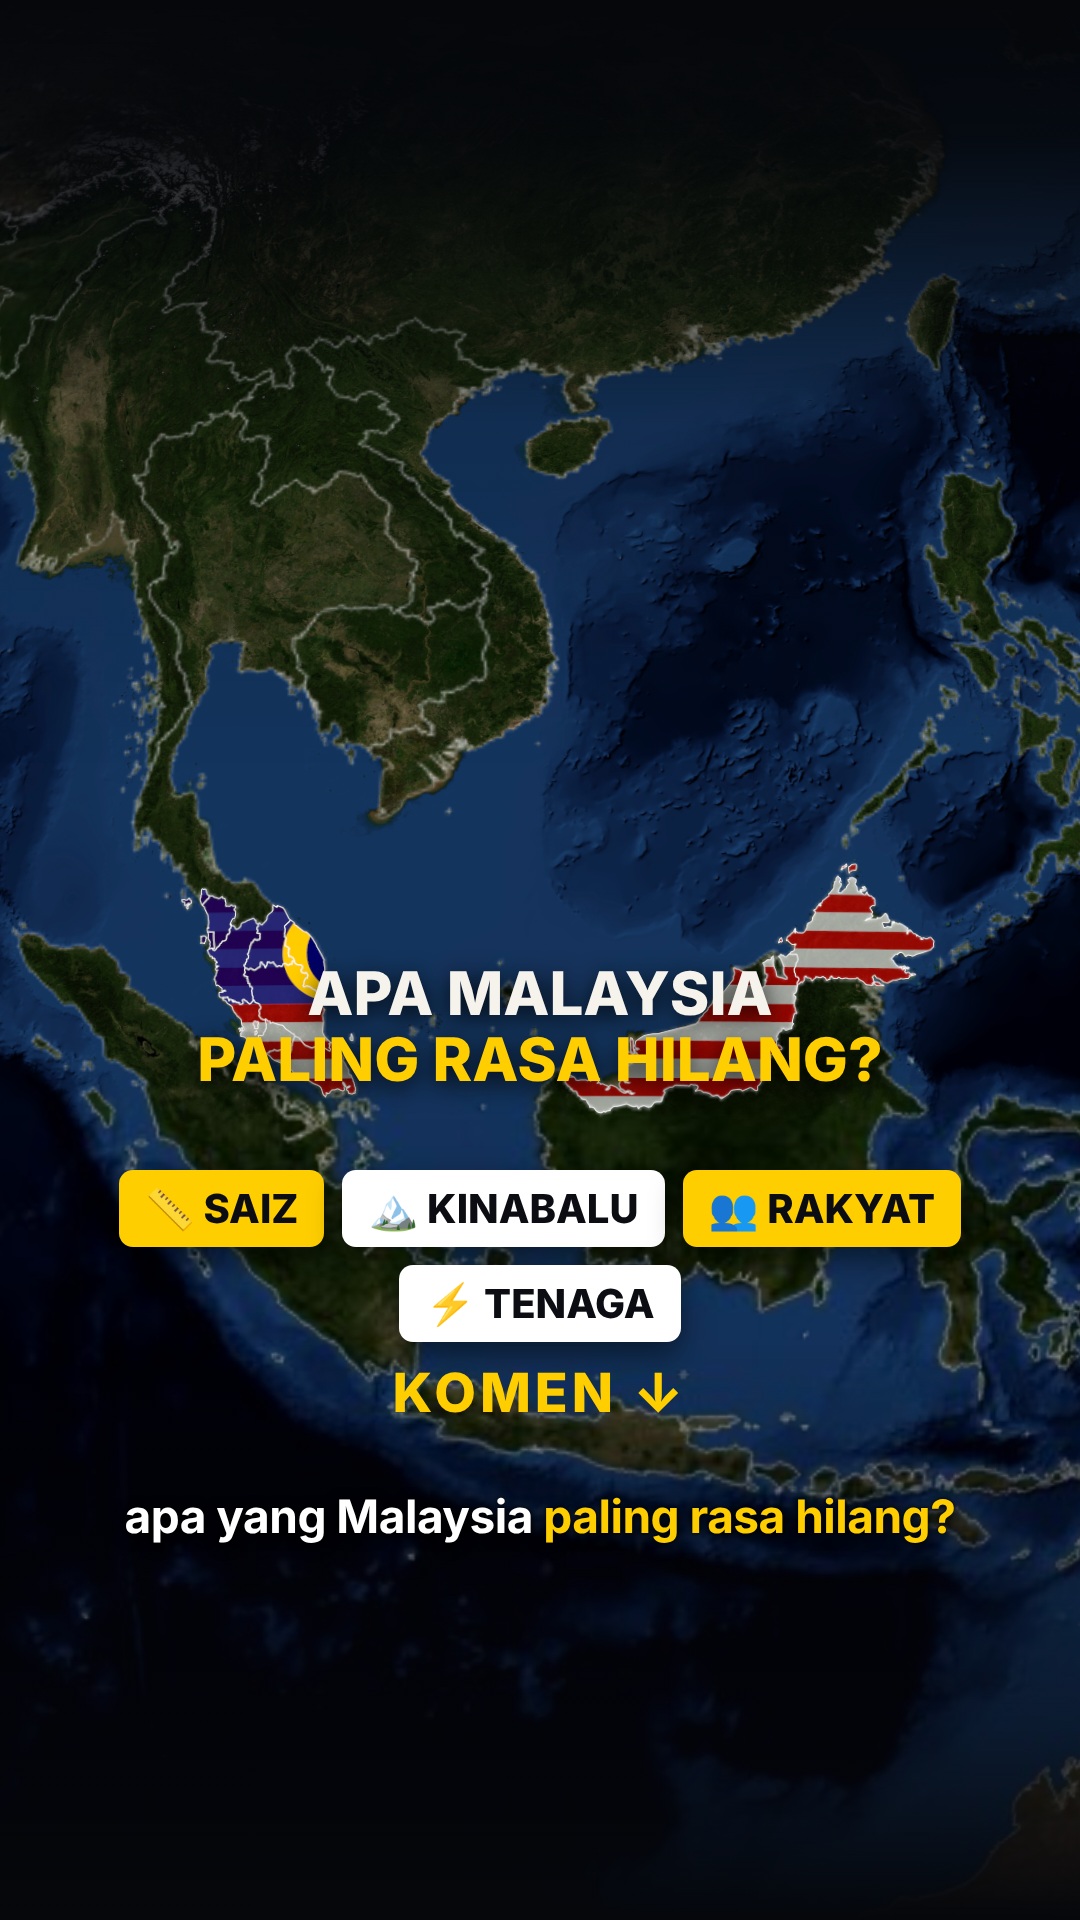 APA MALAYSIA
PALING RASA HILANG?
📏 SAIZ
🏔️ KINABALU
👥 RAKYAT
⚡ TENAGA
KOMEN ↓
apa yang Malaysia paling rasa hilang?